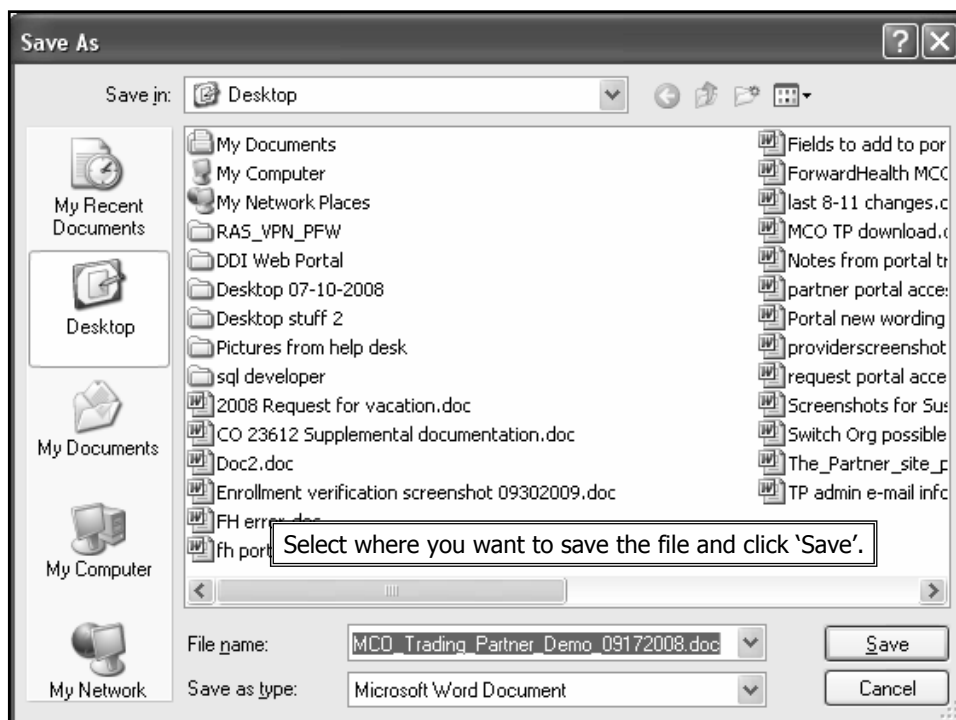 Save As
Save in:
Desktop
My Recent
Documents
Desktop
My Documents
My Computer
My Network
My Documents
My Computer
My Network Places
RAS_VPN_PFW
DDI Web Portal
Desktop 07-10-2008
Desktop stuff 2
Pictures from help desk
sql developer
2008 Request for vacation.doc
CO 23612 Supplemental documentation.doc
Doc2.doc
Enrollment verification screenshot 09302009.doc
FH error.doc
fh port
Fields to add to por
ForwardHealth MCC
last 8-11 changes.c
MCO TP download.
Notes from portal tr
partner portal acce
Portal new wording
providerscreenshot
request portal acce
Screenshots for Sus
Switch Org possible
The_Partner_site_p
TP admin e-mail info
Select where you want to save the file and click ‘Save’.
File name:
MCO_Trading_Partner_Demo_09172008.doc
Save
Save as type:
Microsoft Word Document
Cancel